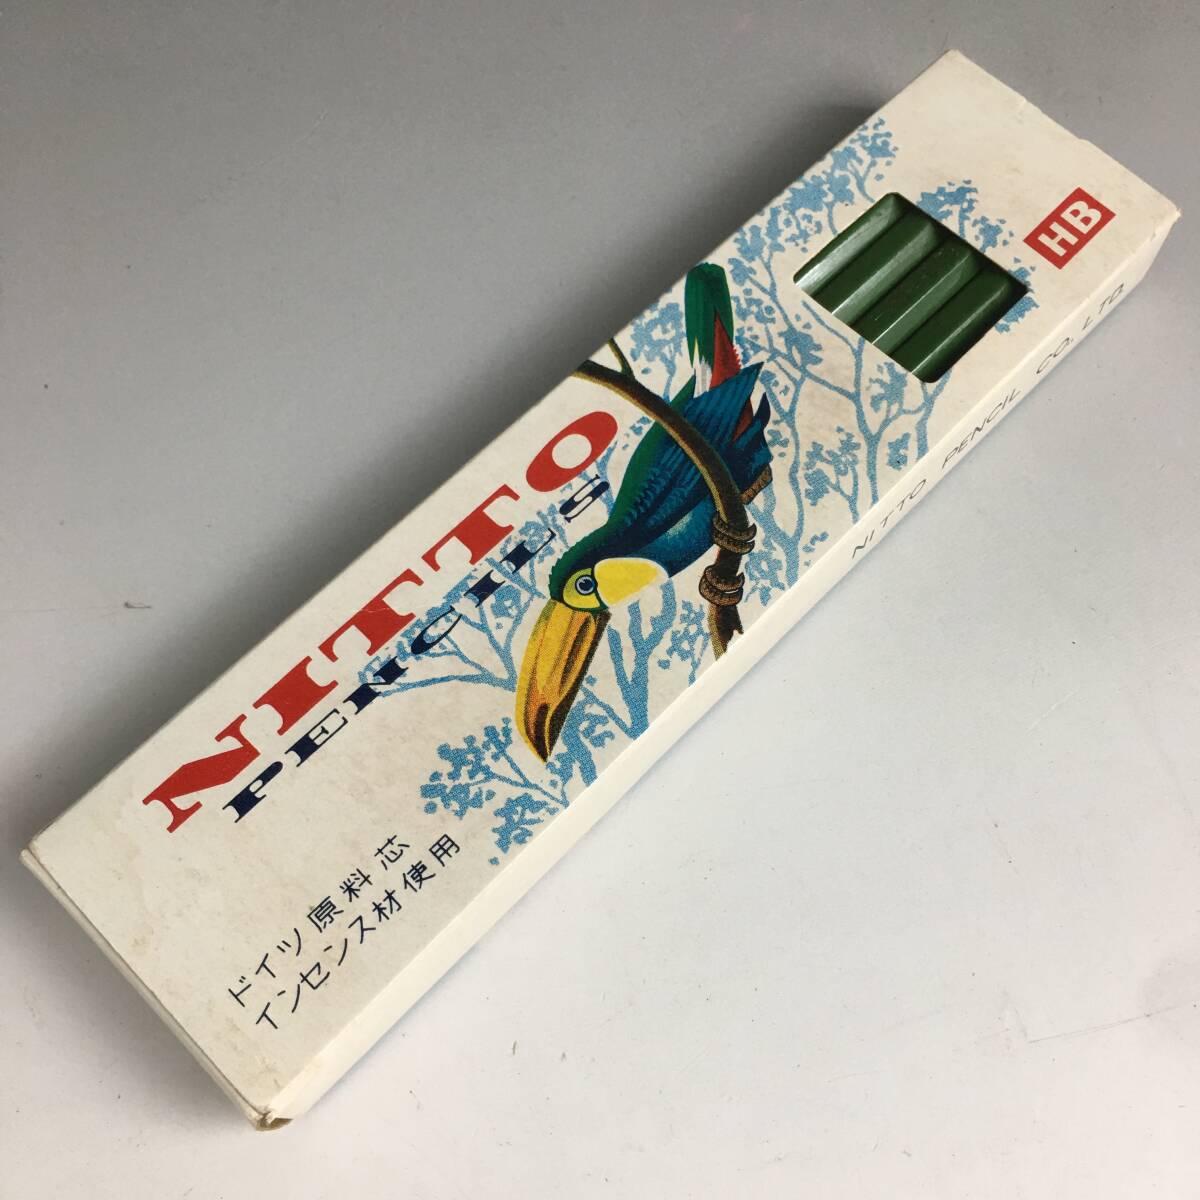 HB
NITTO
PENCILS
ドイツ原料芯
インセンス材使用
NITTO PENCIL CO. LTD.